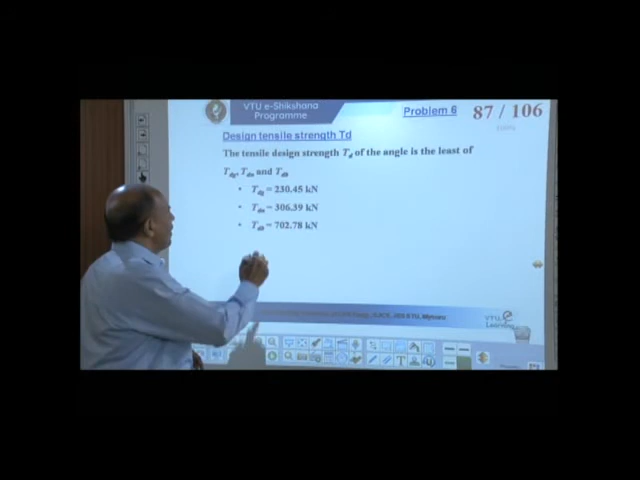 VTU e-Shikshana
Programme
Problem 6
87 / 106
Design tensile strength Td
The tensile design strength Td of the angle is the least of
Tdg, Tdn and Tdb
• Tdg = 230.45 kN
• Tdn = 306.39 kN
• Tdb = 702.78 kN
VTU e
Learning